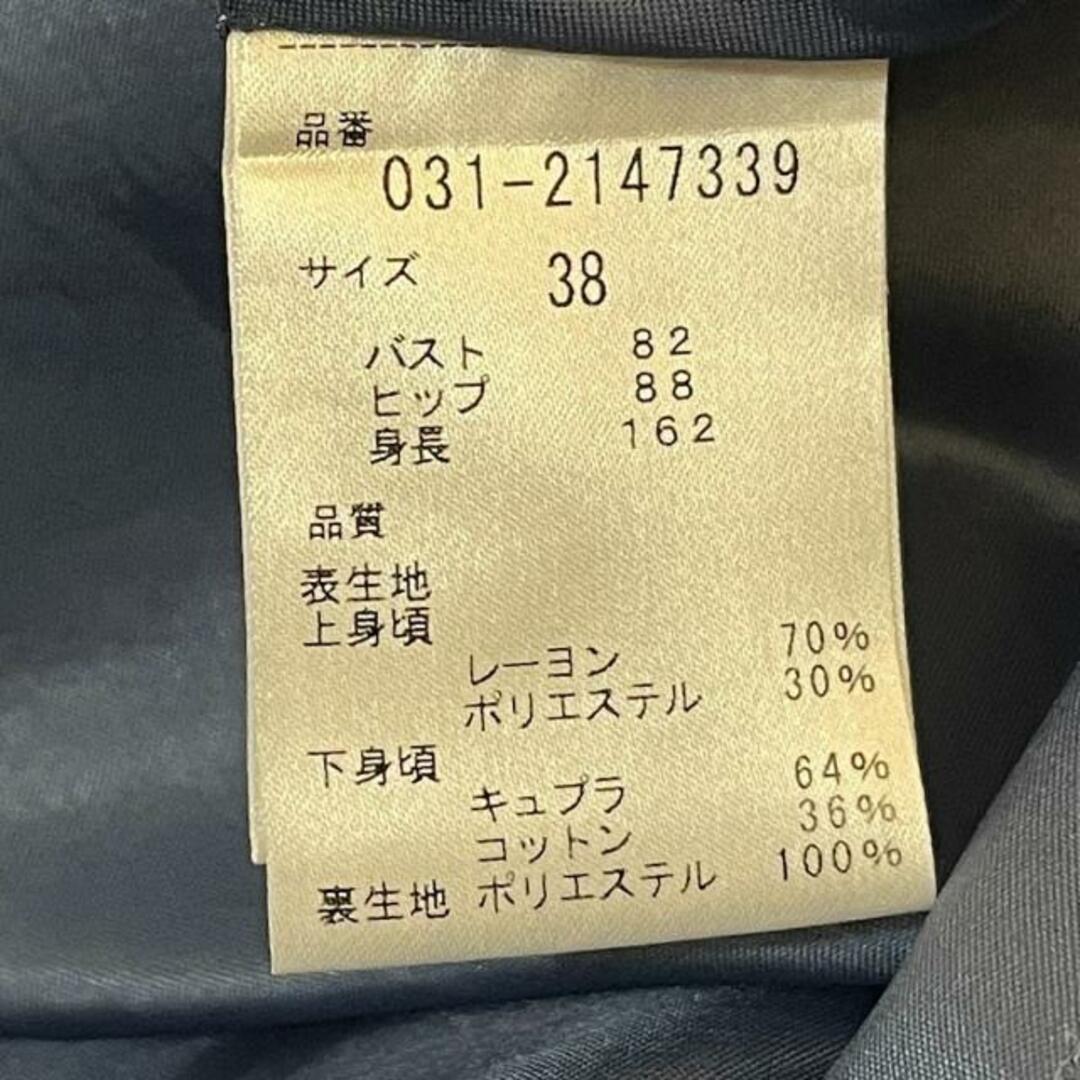 品番
031-2147339
サイズ 38
バスト 82
ヒップ 88
身長 162
品質
表生地
上身頃
レーヨン 70%
ポリエステル 30%
下身頃
キュプラ 64%
コットン 36%
裏生地 ポリエステル 100%